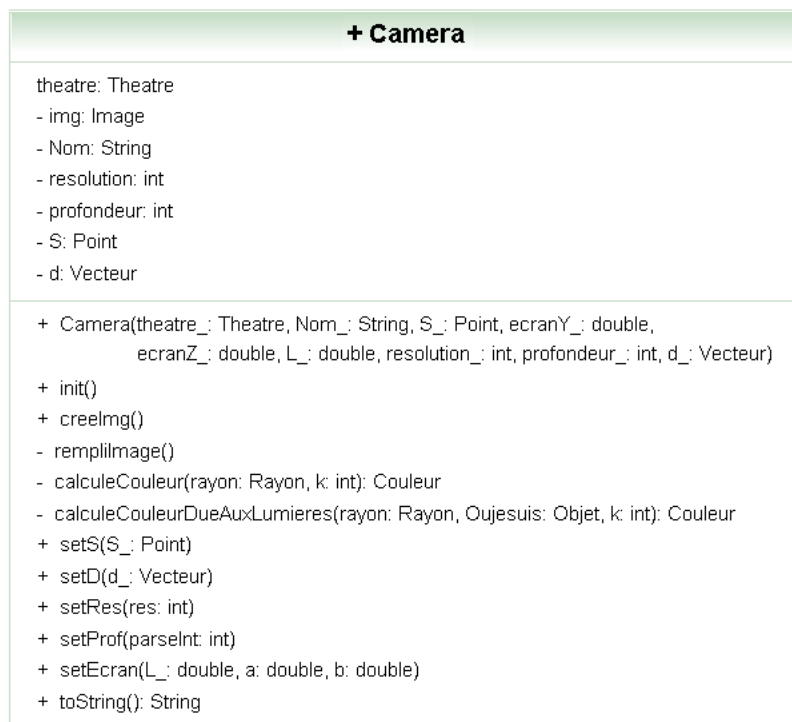 + Camera
theatre: Theatre
- img: Image
- Nom: String
- resolution: int
- profondeur: int
- S: Point
- d: Vecteur
+ Camera(theatre_: Theatre, Nom_: String, S_: Point, ecranY_: double,
ecranZ_: double, L_: double, resolution_: int, profondeur_: int, d_: Vecteur)
+ init()
+ creeImg()
- rempliImage()
- calculeCouleur(rayon: Rayon, k: int): Couleur
- calculeCouleurDueAuxLumieres(rayon: Rayon, Oujesuis: Objet, k: int): Couleur
+ setS(S_: Point)
+ setD(d_: Vecteur)
+ setRes(res: int)
+ setProf(parseInt: int)
+ setEcran(L_: double, a: double, b: double)
+ toString(): String